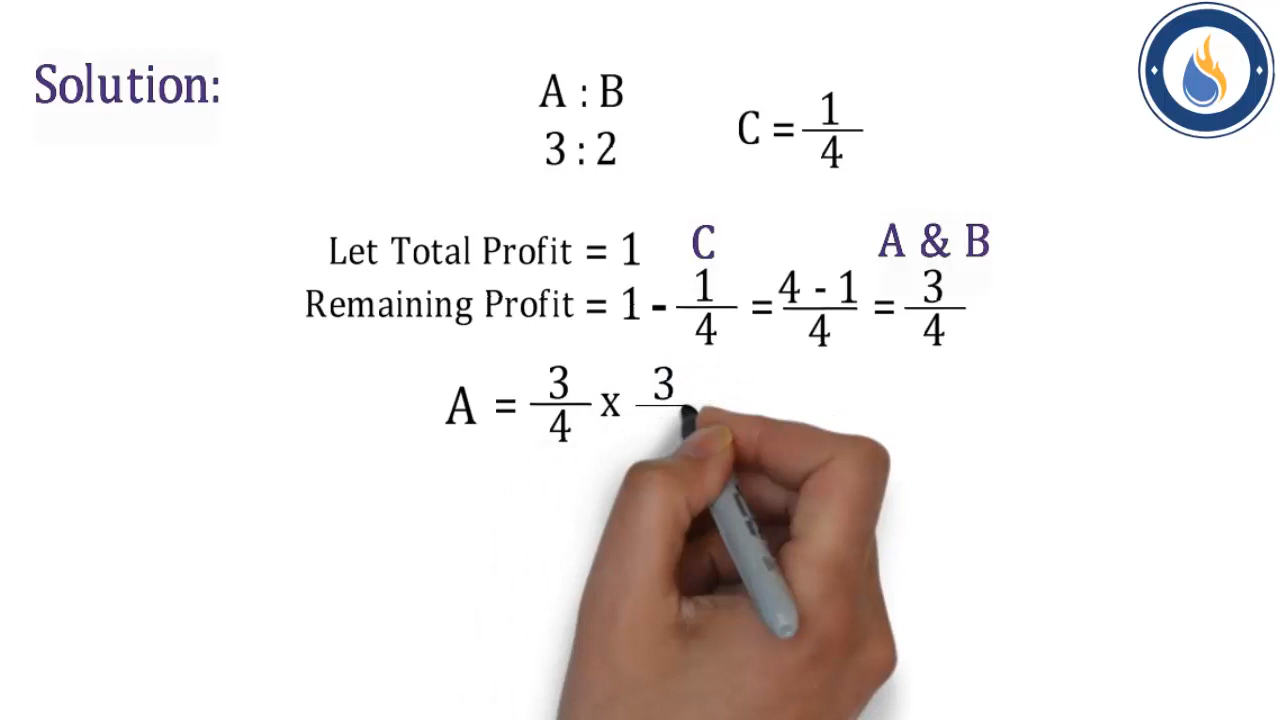 Solution:
A : B
3 : 2
C = 1/4
Let Total Profit = 1
C
A & B
Remaining Profit = 1 - 1/4 = 4 - 1/4 = 3/4
A = 3/4 x 3